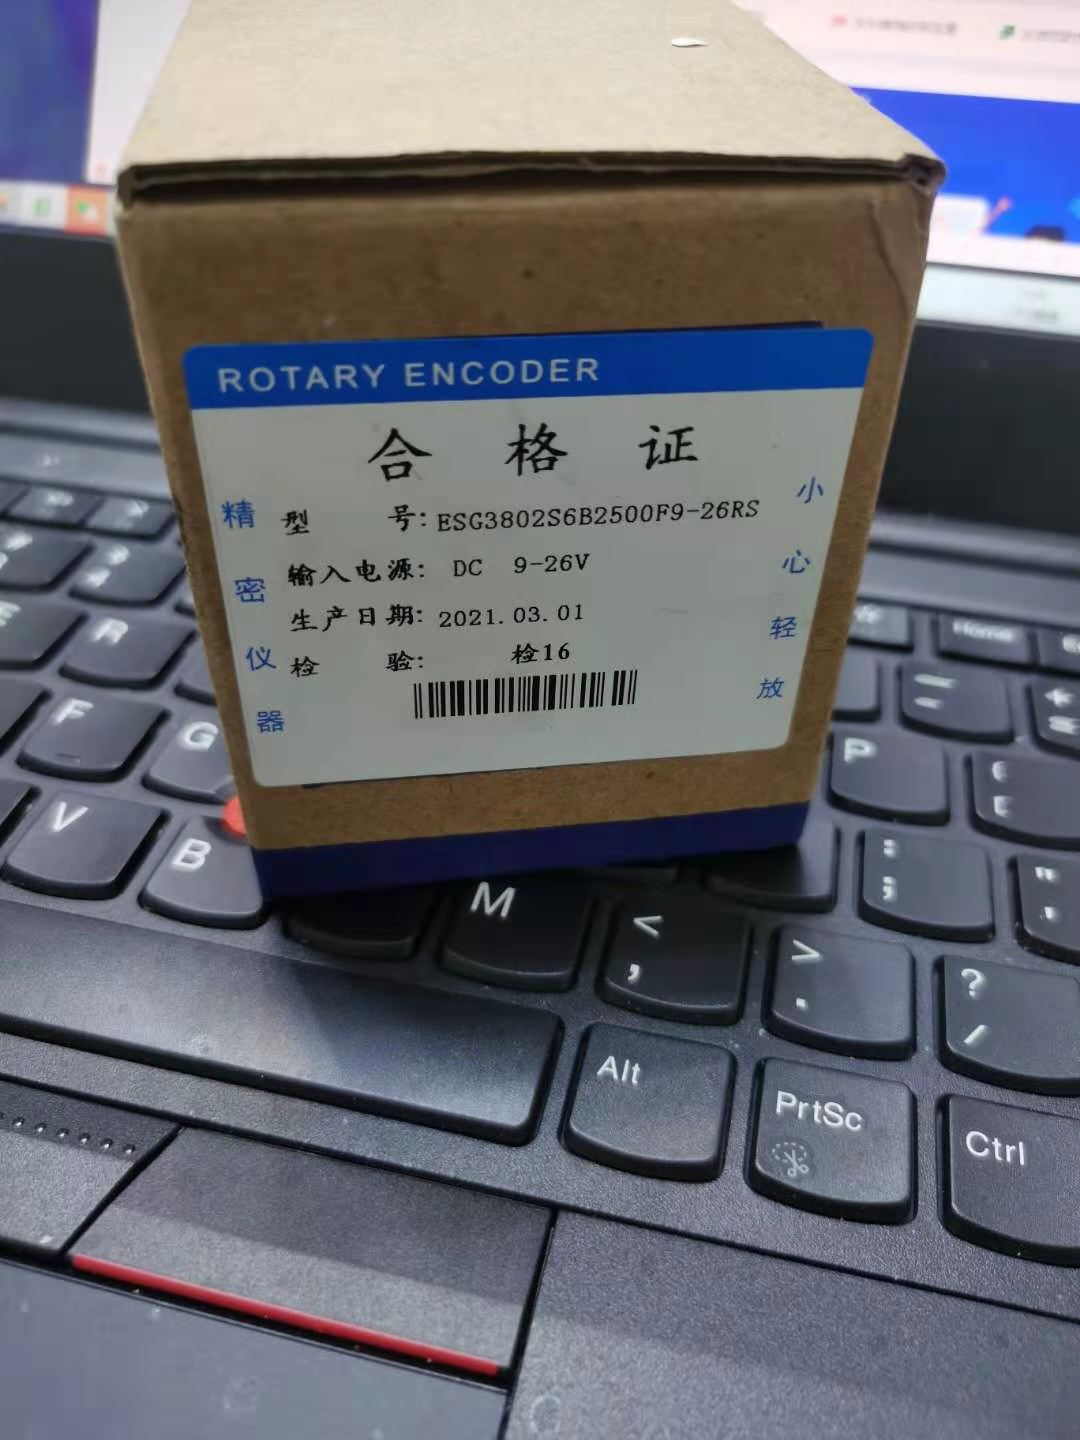 ROTARY ENCODER
合格证
型号: ESG3802S6B2500F9-26RS
输入电源: DC 9-26V
生产日期: 2021.03.01
检验: 检16
精密仪器
小心轻放
R
F
G
V
B
M
<
,
>
.
?
/
:
;
"
P
Home
Alt
PrtSc
Ctrl